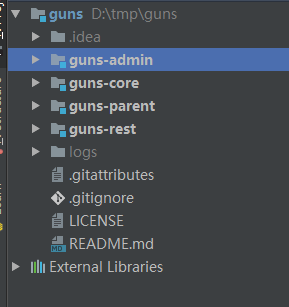 guns D:\tmp\guns
.idea
guns-admin
guns-core
guns-parent
guns-rest
logs
.gitattributes
.gitignore
LICENSE
README.md
External Libraries